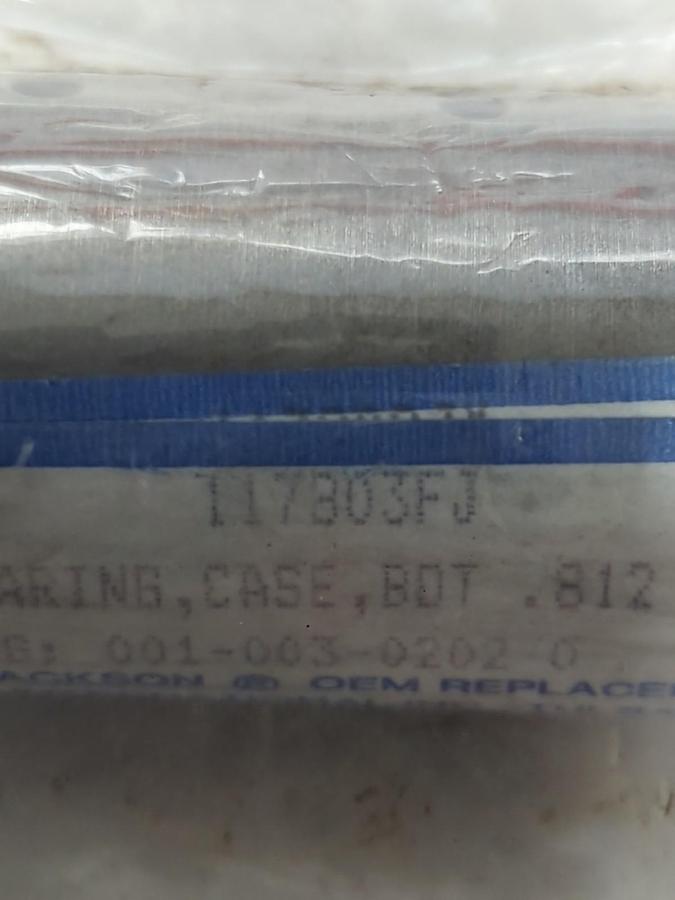 117803FJ
ARING,CASE,BOT .812
G: 001-003-0202 0
ACKSON ® OEM REPLACE